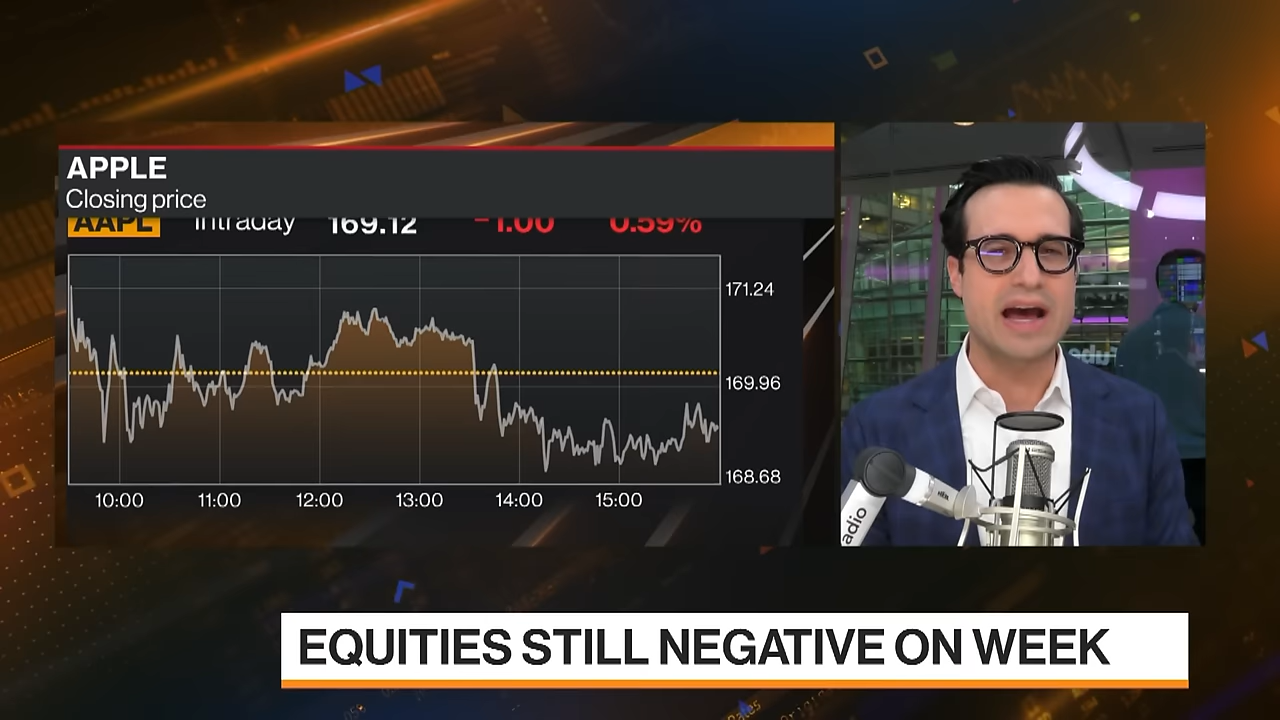 APPLE
Closing price
AAPL Intraday 169.12 -1.00 0.59%
171.24
169.96
168.68
10:00 11:00 12:00 13:00 14:00 15:00
adio
EQUITIES STILL NEGATIVE ON WEEK